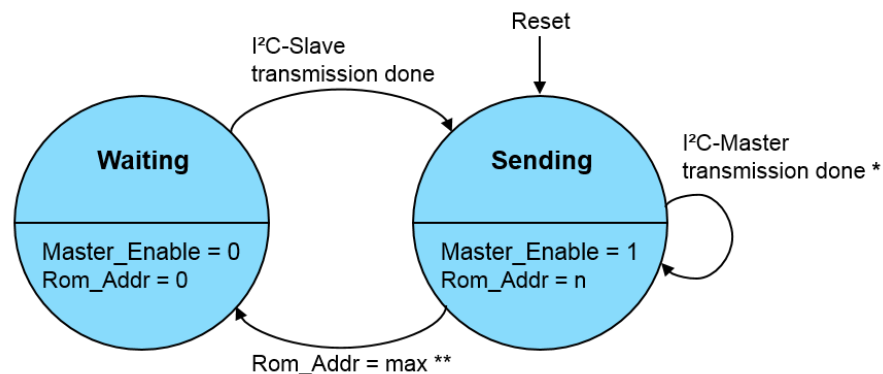 Reset
I²C-Slave
transmission done
I²C-Master
transmission done *
Waiting
Master_Enable = 0
Rom_Addr = 0
Sending
Master_Enable = 1
Rom_Addr = n
Rom_Addr = max **